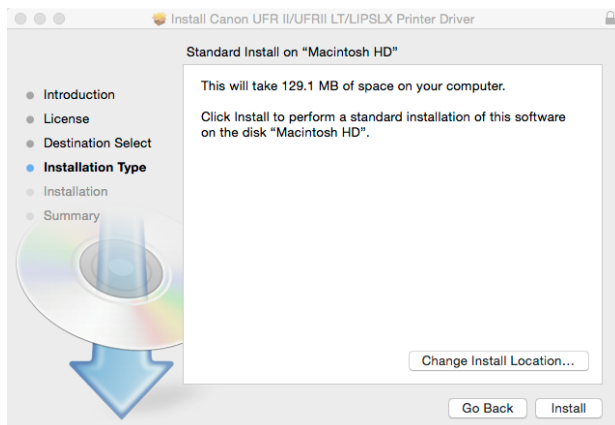 Install Canon UFR II/UFRII LT/LIPSLX Printer Driver
Standard Install on “Macintosh HD”
Introduction
License
Destination Select
Installation Type
Installation
Summary
This will take 129.1 MB of space on your computer.
Click Install to perform a standard installation of this software
on the disk “Macintosh HD”.
Change Install Location...
Go Back
Install